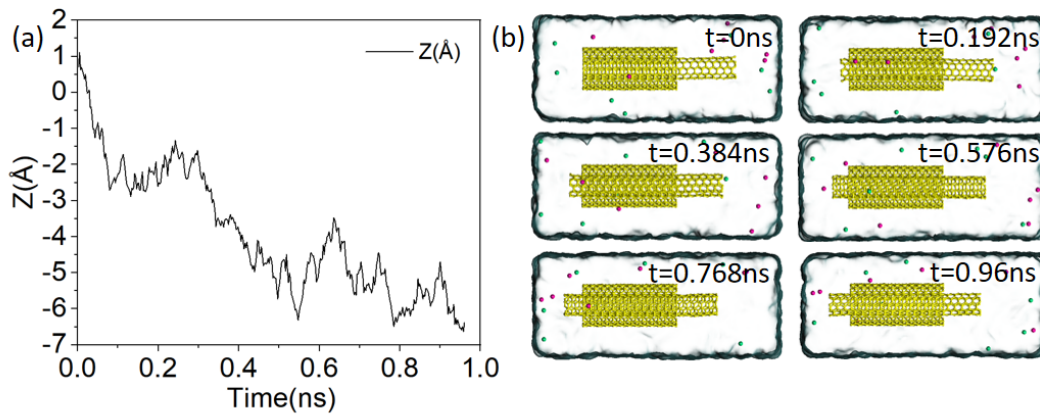 (a)
Z(Å)
2
1
0
-1
-2
-3
-4
-5
-6
-7
Z(Å)
0.0 0.2 0.4 0.6 0.8 1.0
Time(ns)
(b)
t=0ns
t=0.192ns
t=0.384ns
t=0.576ns
t=0.768ns
t=0.96ns